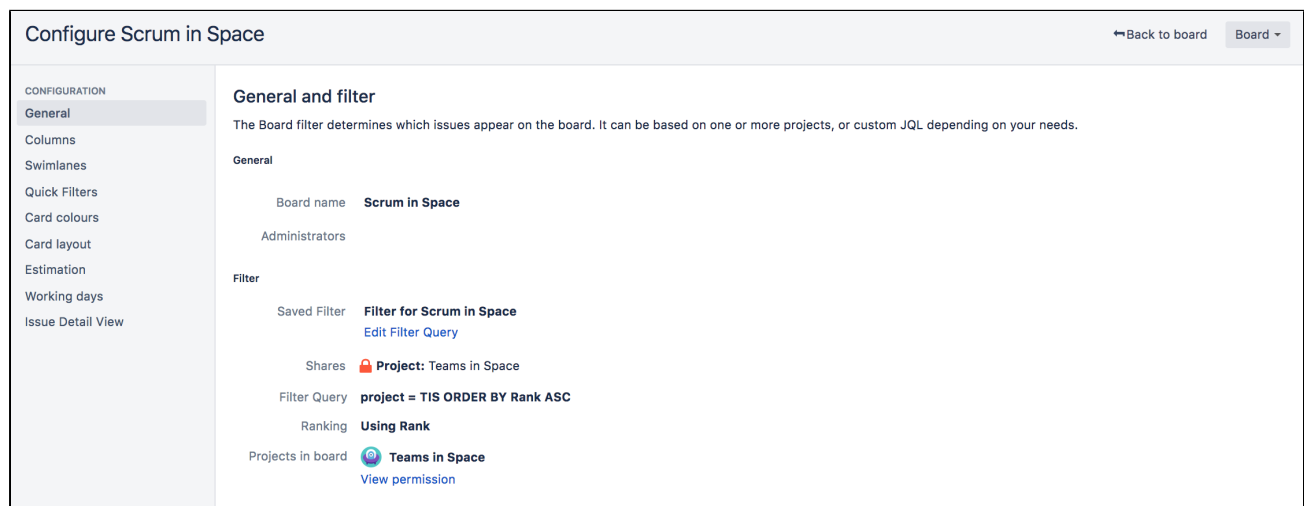 Configure Scrum in Space
Back to board
Board
CONFIGURATION
General
Columns
Swimlanes
Quick Filters
Card colours
Card layout
Estimation
Working days
Issue Detail View
General and filter
The Board filter determines which issues appear on the board. It can be based on one or more projects, or custom JQL depending on your needs.
General
Board name Scrum in Space
Administrators
Filter
Saved Filter Filter for Scrum in Space
Edit Filter Query
Shares Project: Teams in Space
Filter Query project = TIS ORDER BY Rank ASC
Ranking Using Rank
Projects in board Teams in Space
View permission